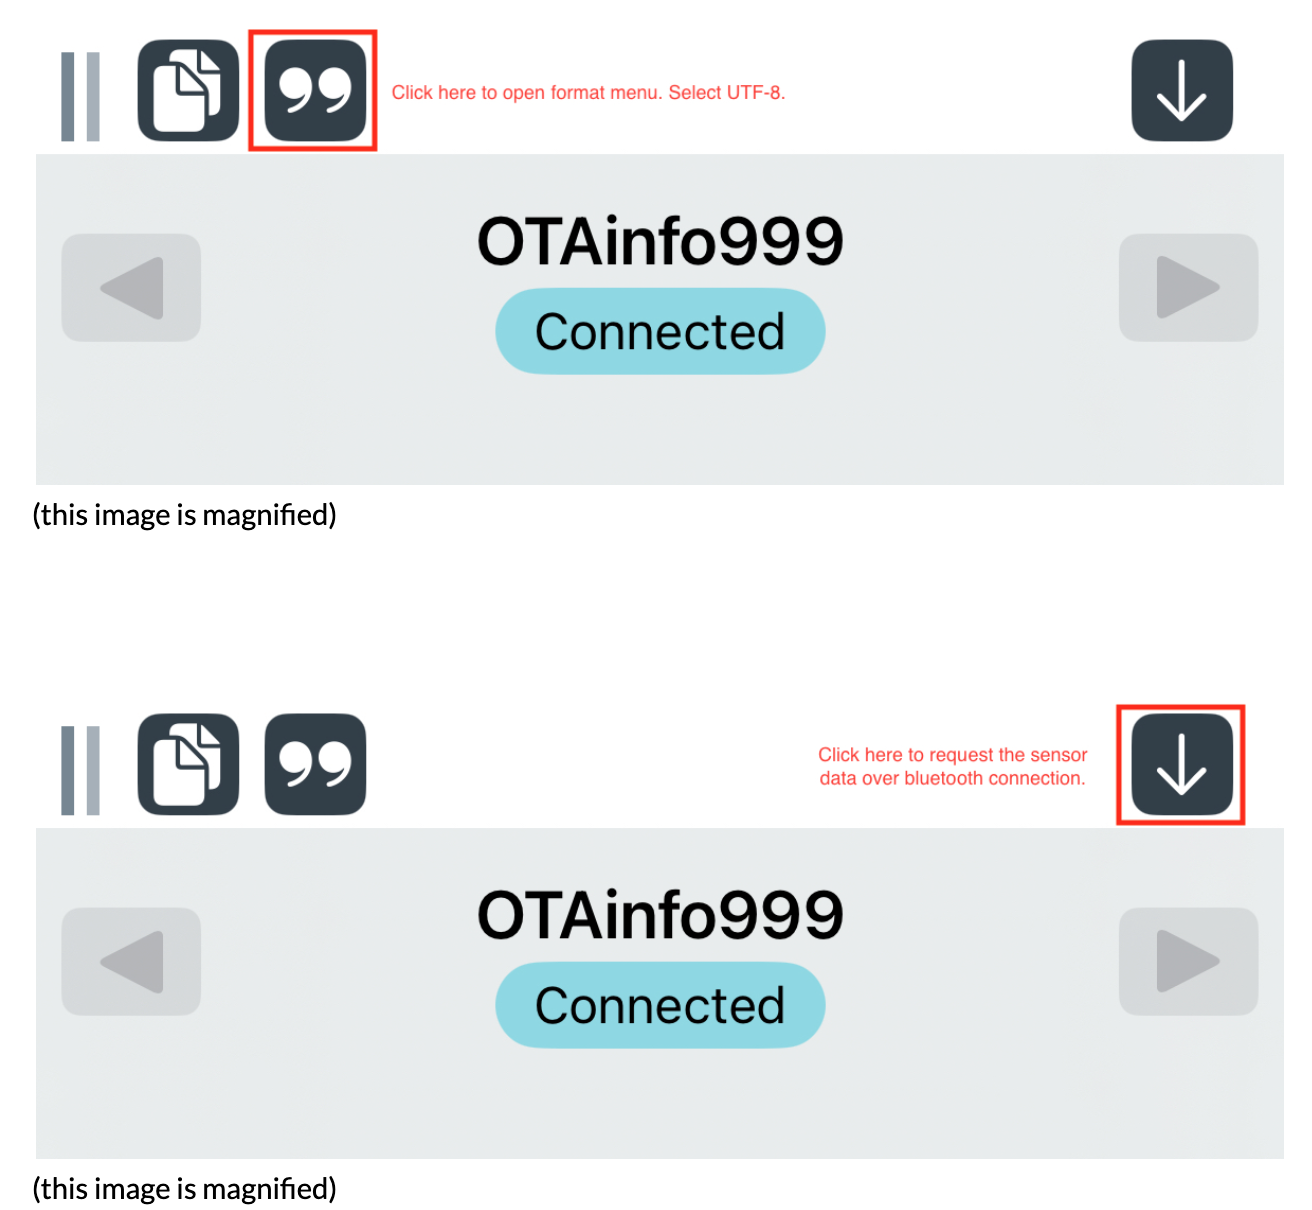 Click here to open format menu. Select UTF-8.
OTAinfo999
Connected
(this image is magnified)
Click here to request the sensor
data over bluetooth connection.
OTAinfo999
Connected
(this image is magnified)